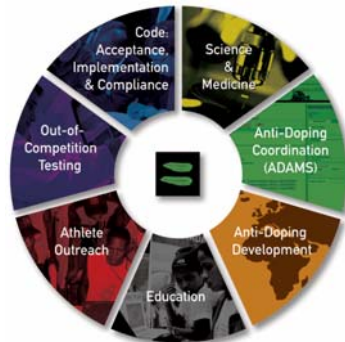 Code:
Acceptance,
Implementation
& Compliance
Science
&
Medicine
Anti-Doping
Coordination
(ADAMS)
Anti-Doping
Development
Education
Athlete
Outreach
Out-of-
Competition
Testing